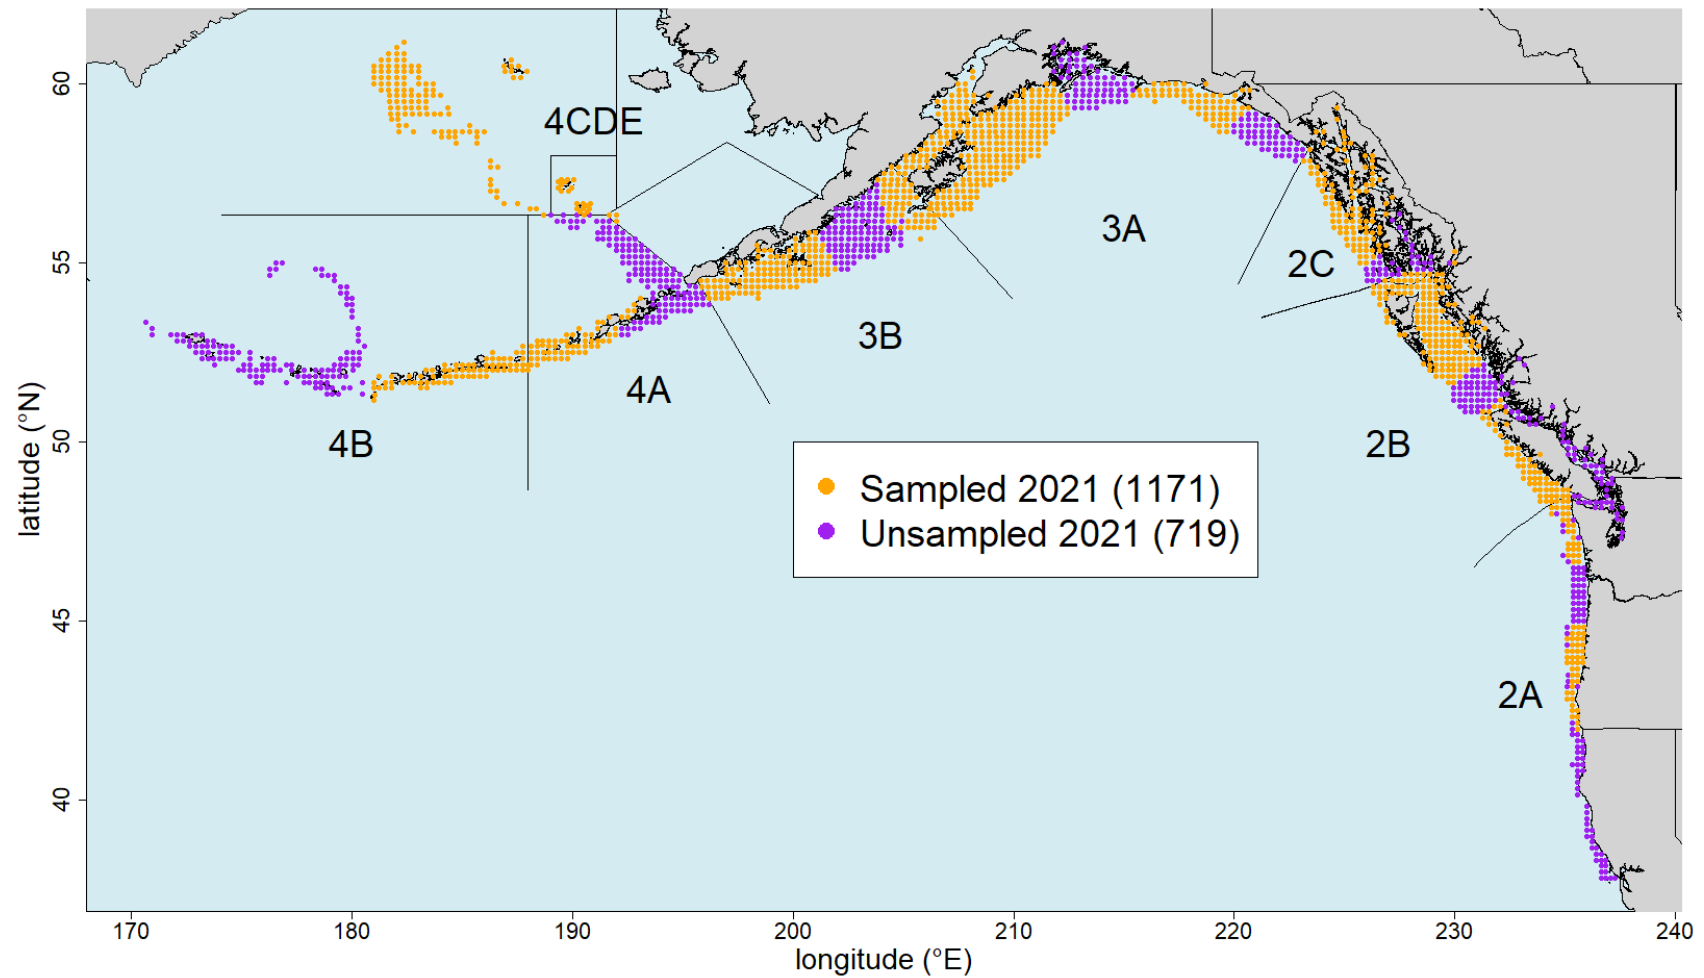 60
55
50
45
40
latitude (°N)
4CDE
3A
2C
3B
4A
4B
2B
2A
Sampled 2021 (1171)
Unsampled 2021 (719)
170 180 190 200 210 220 230 240
longitude (°E)